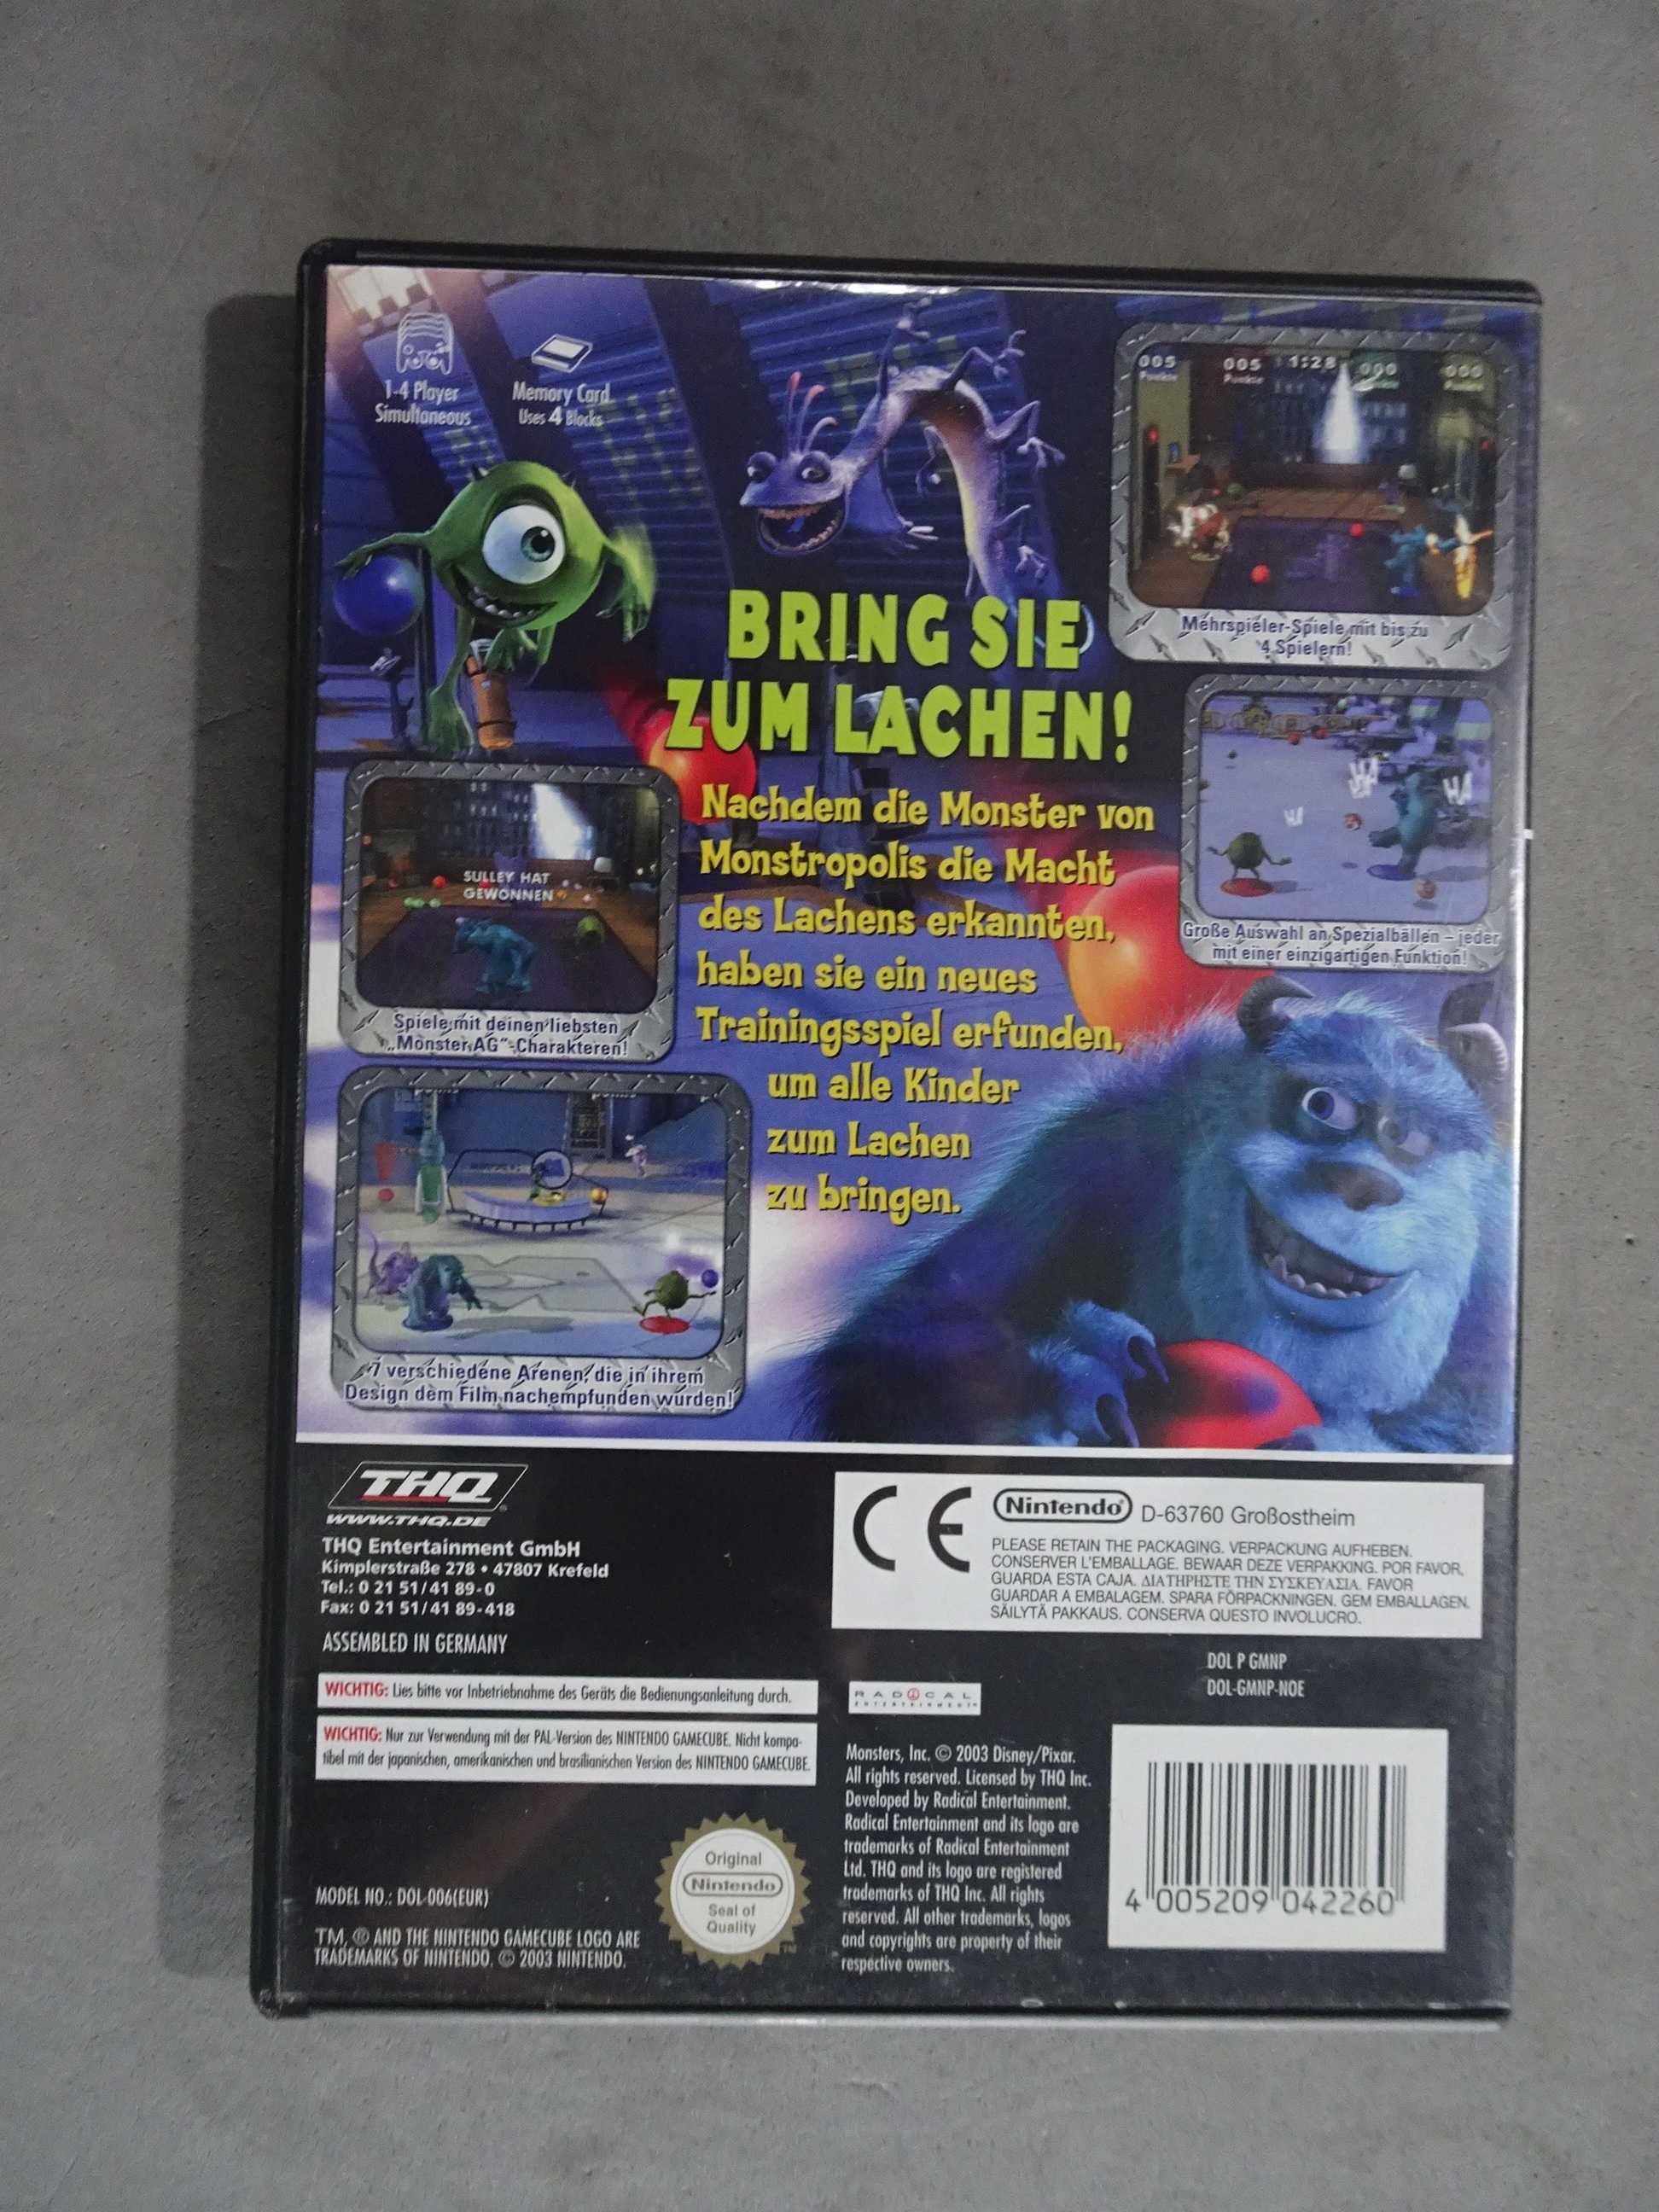 1-4 Player
Simultaneous
Memory Card
Uses 4 Blocks
005
Punkte
005
Punkte
1:28
000
000
Mehrspieler-Spiele mit bis zu
4 Spielern!
BRING SIE
ZUM LACHEN!
HA
HA
HA
Große Auswahl an Spezialbällen – jeder
mit einer einzigartigen Funktion!
SULLEY HAT
GEWONNEN
Spiele mit deinen liebsten
„Monster AG“-Charakteren!
Nachdem die Monster von
Monstropolis die Macht
des Lachens erkannten,
haben sie ein neues
Trainingsspiel erfunden,
um alle Kinder
zum Lachen
zu bringen.
7 verschiedene Arenen, die in ihrem
Design dem Film nachempfunden wurden!
THQ
WWW.THQ.DE
THQ Entertainment GmbH
Kimplerstraße 278 • 47807 Krefeld
Tel.: 0 21 51/41 89-0
Fax: 0 21 51/41 89-418
ASSEMBLED IN GERMANY
WICHTIG: Lies bitte vor Inbetriebnahme des Geräts die Bedienungsanleitung durch.
WICHTIG: Nur zur Verwendung mit der PAL-Version des NINTENDO GAMECUBE. Nicht kompa-
tibel mit der japanischen, amerikanischen und brasilianischen Version des NINTENDO GAMECUBE.
MODEL NO.: DOL-006(EUR)
TM, ® AND THE NINTENDO GAMECUBE LOGO ARE
TRADEMARKS OF NINTENDO. © 2003 NINTENDO.
Original
Nintendo
Seal of
Quality
TM
CE
Nintendo® D-63760 Großostheim
PLEASE RETAIN THE PACKAGING. VERPACKUNG AUFHEBEN.
CONSERVER L'EMBALLAGE. BEWAAR DEZE VERPAKKING. POR FAVOR,
GUARDA ESTA CAJA. ΔΙΑΤΗΡΗΣΤΕ ΤΗΝ ΣΥΣΚΕΥΑΣΙΑ. FAVOR
GUARDAR A EMBALAGEM. SPARA FÖRPACKNINGEN. GEM EMBALLAGEN.
SÄILYTÄ PAKKAUS. CONSERVA QUESTO INVOLUCRO.
DOL P GMNP
DOL-GMNP-NOE
RADICAL
ENTERTAINMENT
Monsters, Inc. © 2003 Disney/Pixar.
All rights reserved. Licensed by THQ Inc.
Developed by Radical Entertainment.
Radical Entertainment and its logo are
trademarks of Radical Entertainment
Ltd. THQ and its logo are registered
trademarks of THQ Inc. All rights
reserved. All other trademarks, logos
and copyrights are property of their
respective owners.
4 005209 042260